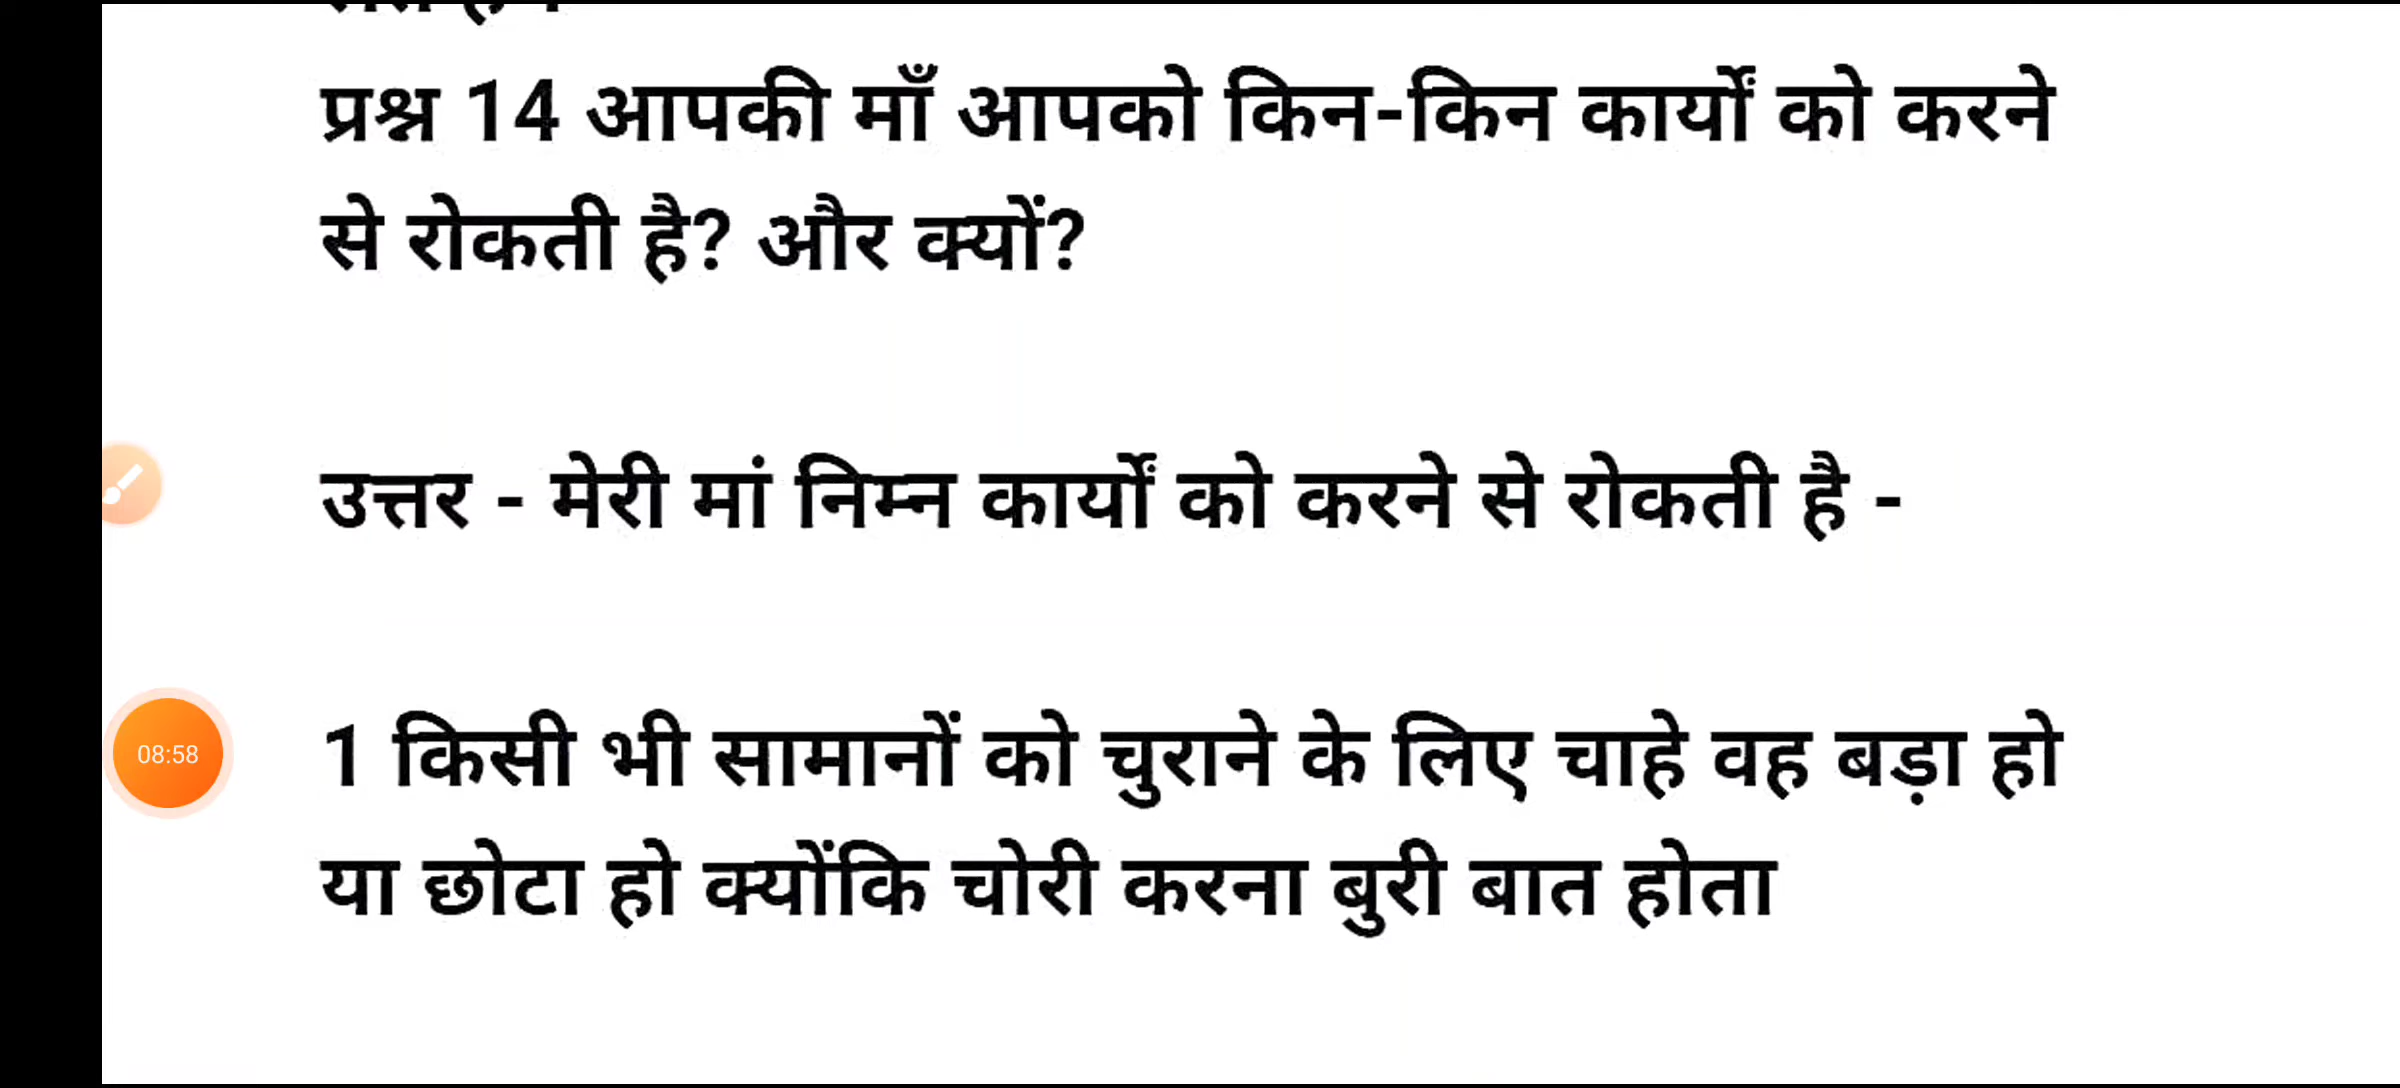 प्रश्न 14 आपकी माँ आपको किन-किन कार्यों को करने
से रोकती है? और क्यों?
उत्तर - मेरी मां निम्न कार्यों को करने से रोकती है -
08:58
1 किसी भी सामानों को चुराने के लिए चाहे वह बड़ा हो
या छोटा हो क्योंकि चोरी करना बुरी बात होता